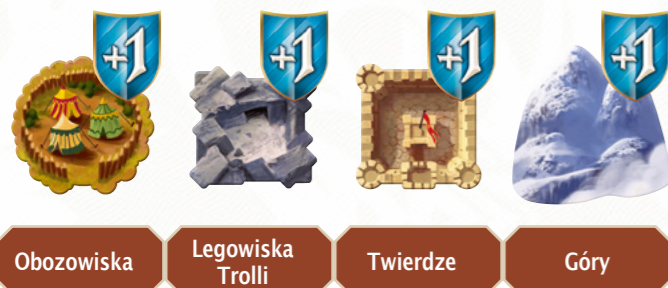 +1 +1 +1 +1
Obozowiska
Legowiska
Trolli
Twierdze
Góry